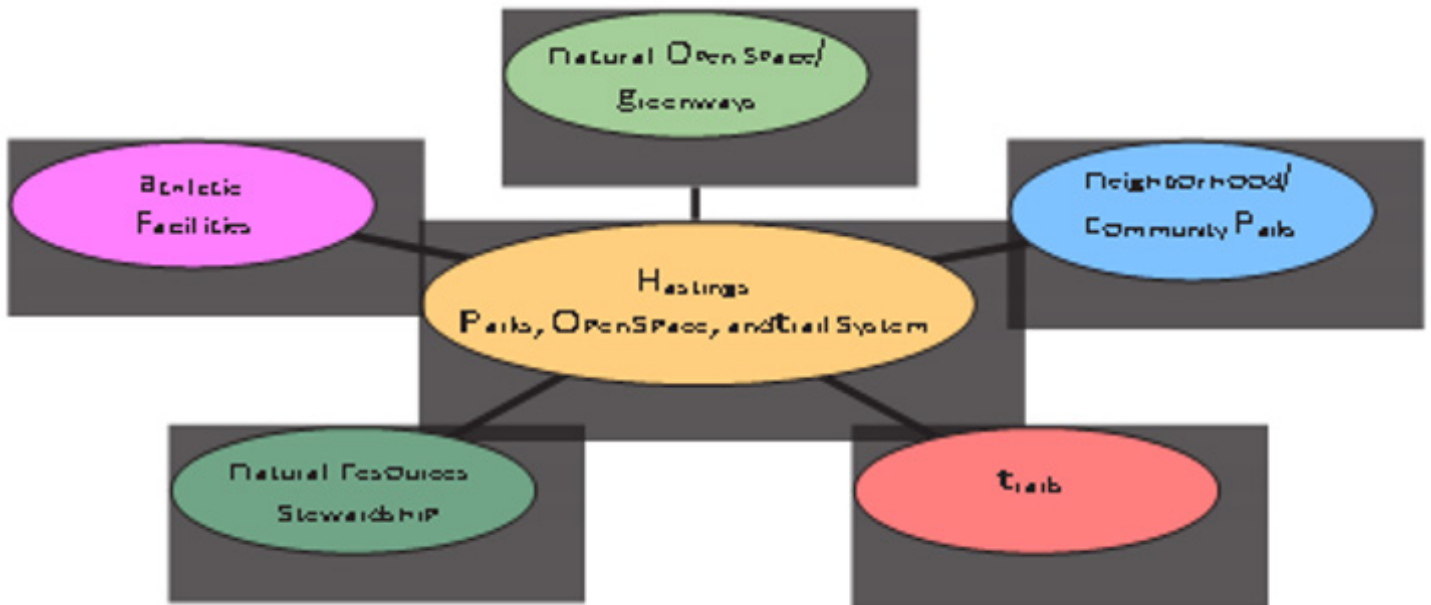 Natural Open Space/
greenways
athletic
Facilities
Neighborhood/
Community Parks
Hastings
Parks, Open Space, and trail System
Natural Resources
Stewardship
trails